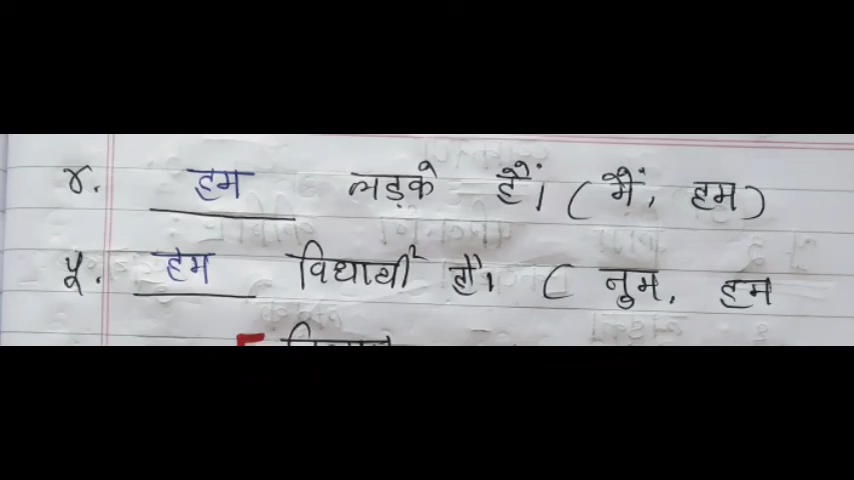 ४. हम लड़के हैं। (मैं, हम)
५. हम विद्यार्थी है। (तुम, हम